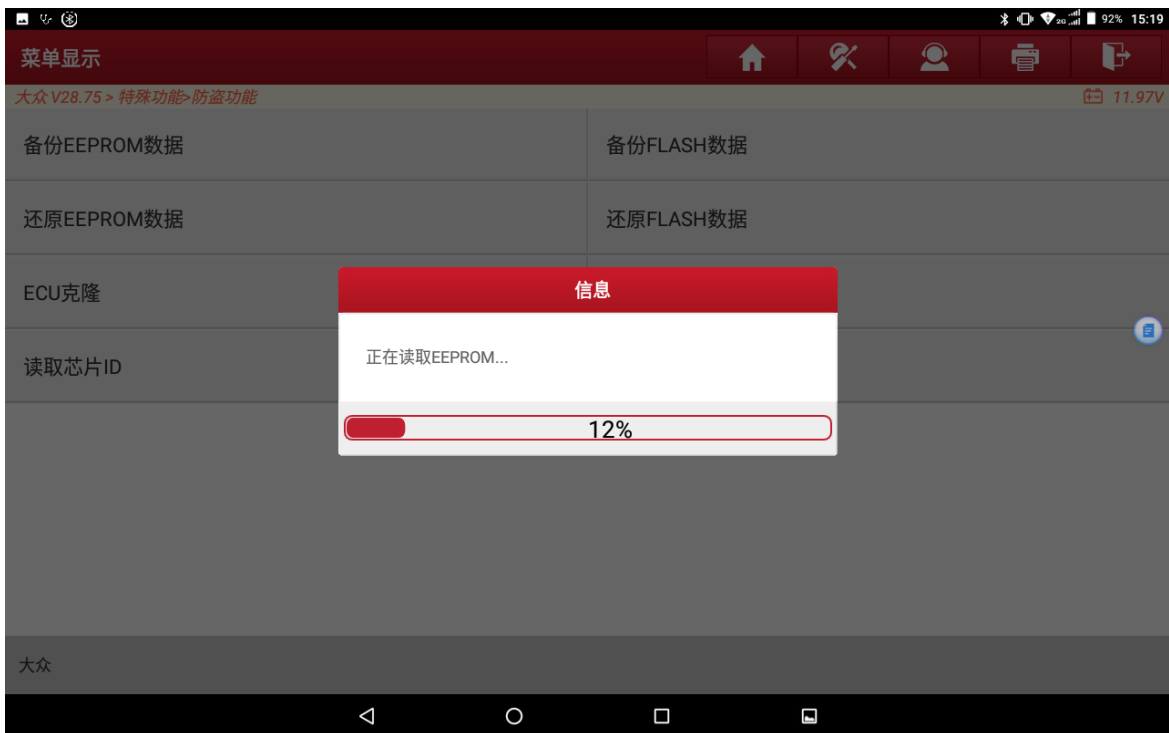 2G 92% 15:19
菜单显示
大众 V28.75 > 特殊功能>防盗功能 11.97V
备份EEPROM数据 备份FLASH数据
还原EEPROM数据 还原FLASH数据
ECU克隆
信息
读取芯片ID
正在读取EEPROM...
12%
大众